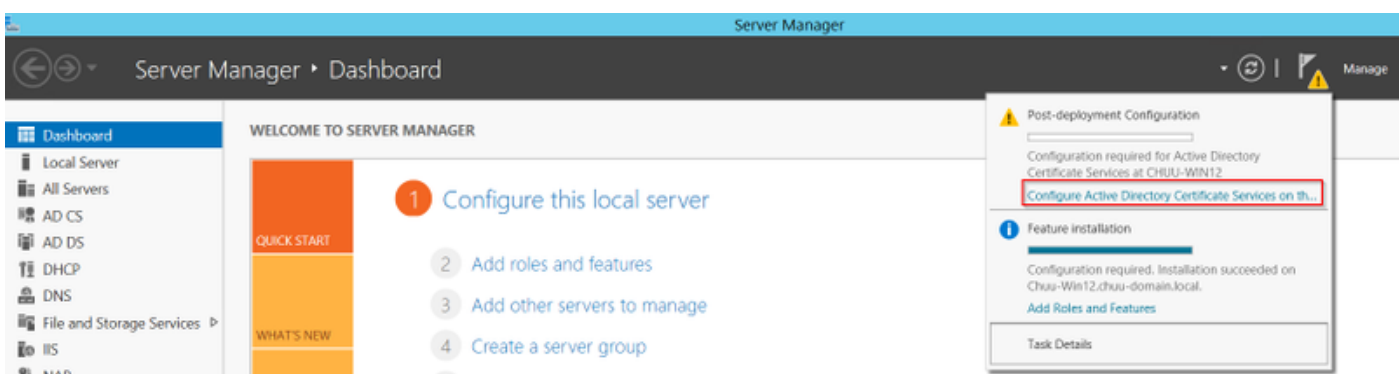 Server Manager
Server Manager ‣ Dashboard
Manage
Dashboard
Local Server
All Servers
AD CS
AD DS
DHCP
DNS
File and Storage Services
IIS
WELCOME TO SERVER MANAGER
QUICK START
WHAT'S NEW
1 Configure this local server
2 Add roles and features
3 Add other servers to manage
4 Create a server group
Post-deployment Configuration
Configuration required for Active Directory
Certificate Services at CHUU-WIN12
Configure Active Directory Certificate Services on th...
Feature installation
Configuration required. Installation succeeded on
Chuu-Win12.chuu-domain.local.
Add Roles and Features
Task Details